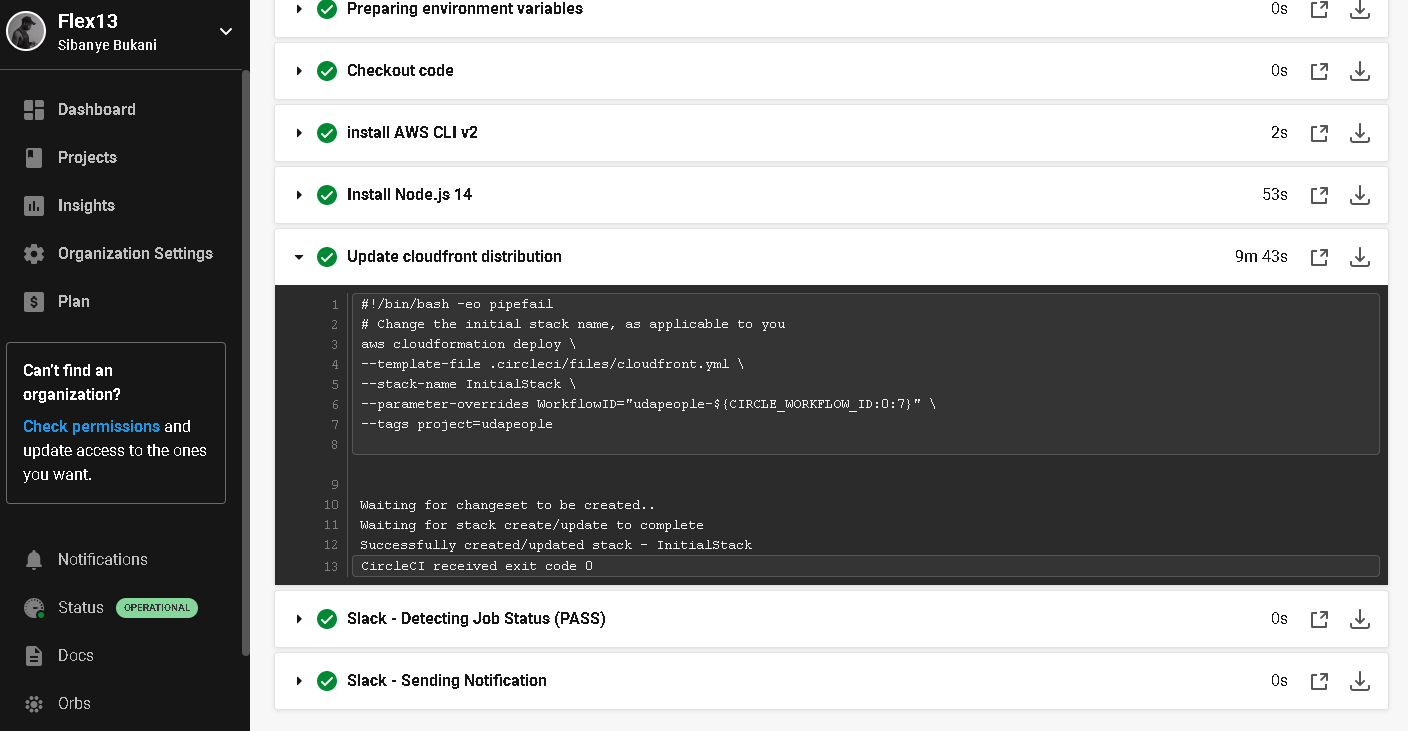 Flex13
Sibanye Bukani
Dashboard
Projects
Insights
Organization Settings
Plan
Can't find an
organization?
Check permissions and
update access to the ones
you want.
Notifications
Status OPERATIONAL
Docs
Orbs
Preparing environment variables 0s
Checkout code 0s
install AWS CLI v2 2s
Install Node.js 14 53s
Update cloudfront distribution 9m 43s
1 #!/bin/bash -eo pipefail
2 # Change the initial stack name, as applicable to you
3 aws cloudformation deploy \
4 --template-file .circleci/files/cloudfront.yml \
5 --stack-name InitialStack \
6 --parameter-overrides WorkflowID="udapeople-${CIRCLE_WORKFLOW_ID:0:7}" \
7 --tags project=udapeople
8
9
10 Waiting for changeset to be created..
11 Waiting for stack create/update to complete
12 Successfully created/updated stack - InitialStack
13 CircleCI received exit code 0
Slack - Detecting Job Status (PASS) 0s
Slack - Sending Notification 0s